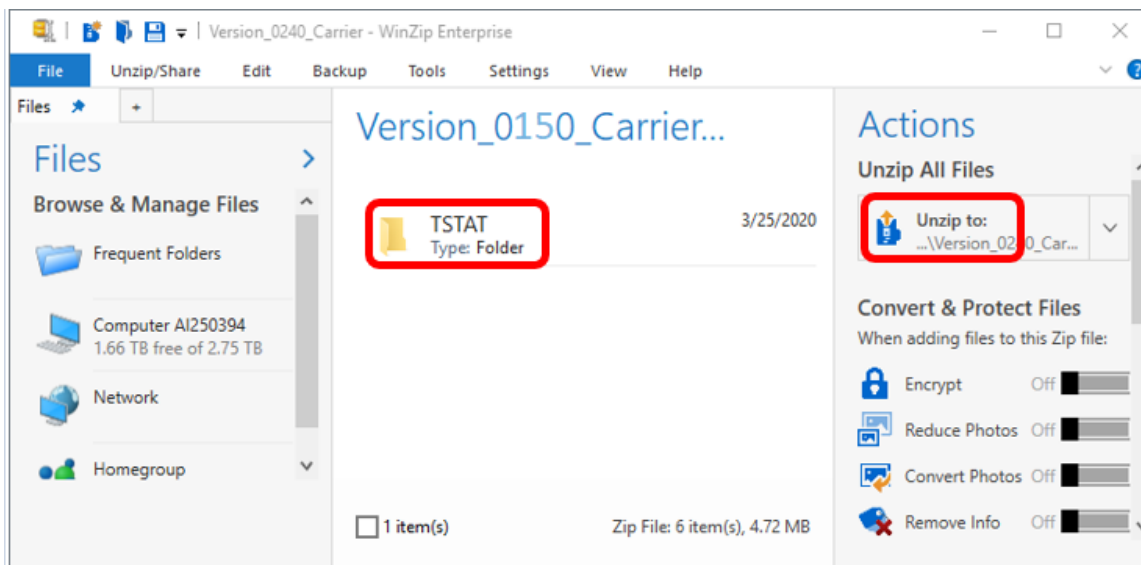 Version_0240_Carrier - WinZip Enterprise
File Unzip/Share Edit Backup Tools Settings View Help
?
Files +
Files
Browse & Manage Files
Frequent Folders
Computer AI250394
1.66 TB free of 2.75 TB
Network
Homegroup
Version_0150_Carrier...
TSTAT
Type: Folder
3/25/2020
1 item(s)
Zip File: 6 item(s), 4.72 MB
Actions
Unzip All Files
Unzip to:
...\Version_0240_Car...
Convert & Protect Files
When adding files to this Zip file:
Encrypt Off
Reduce Photos Off
Convert Photos Off
Remove Info Off